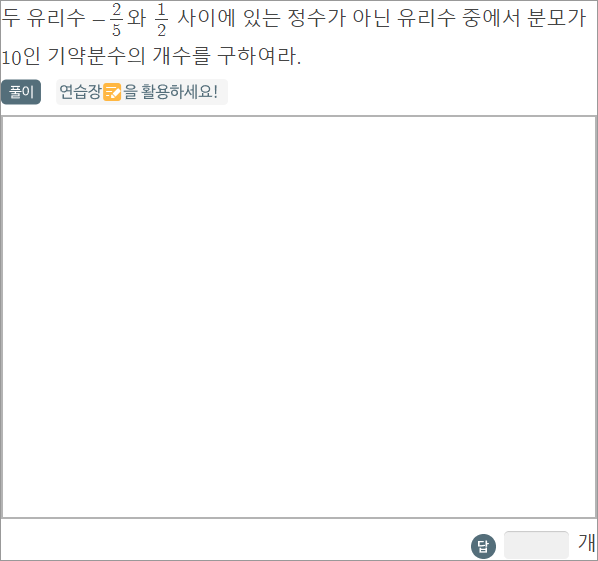 두 유리수 $-\frac{2}{5}$와 $\frac{1}{2}$ 사이에 있는 정수가 아닌 유리수 중에서 분모가
10인 기약분수의 개수를 구하여라.
풀이 연습장을 활용하세요!
답 개